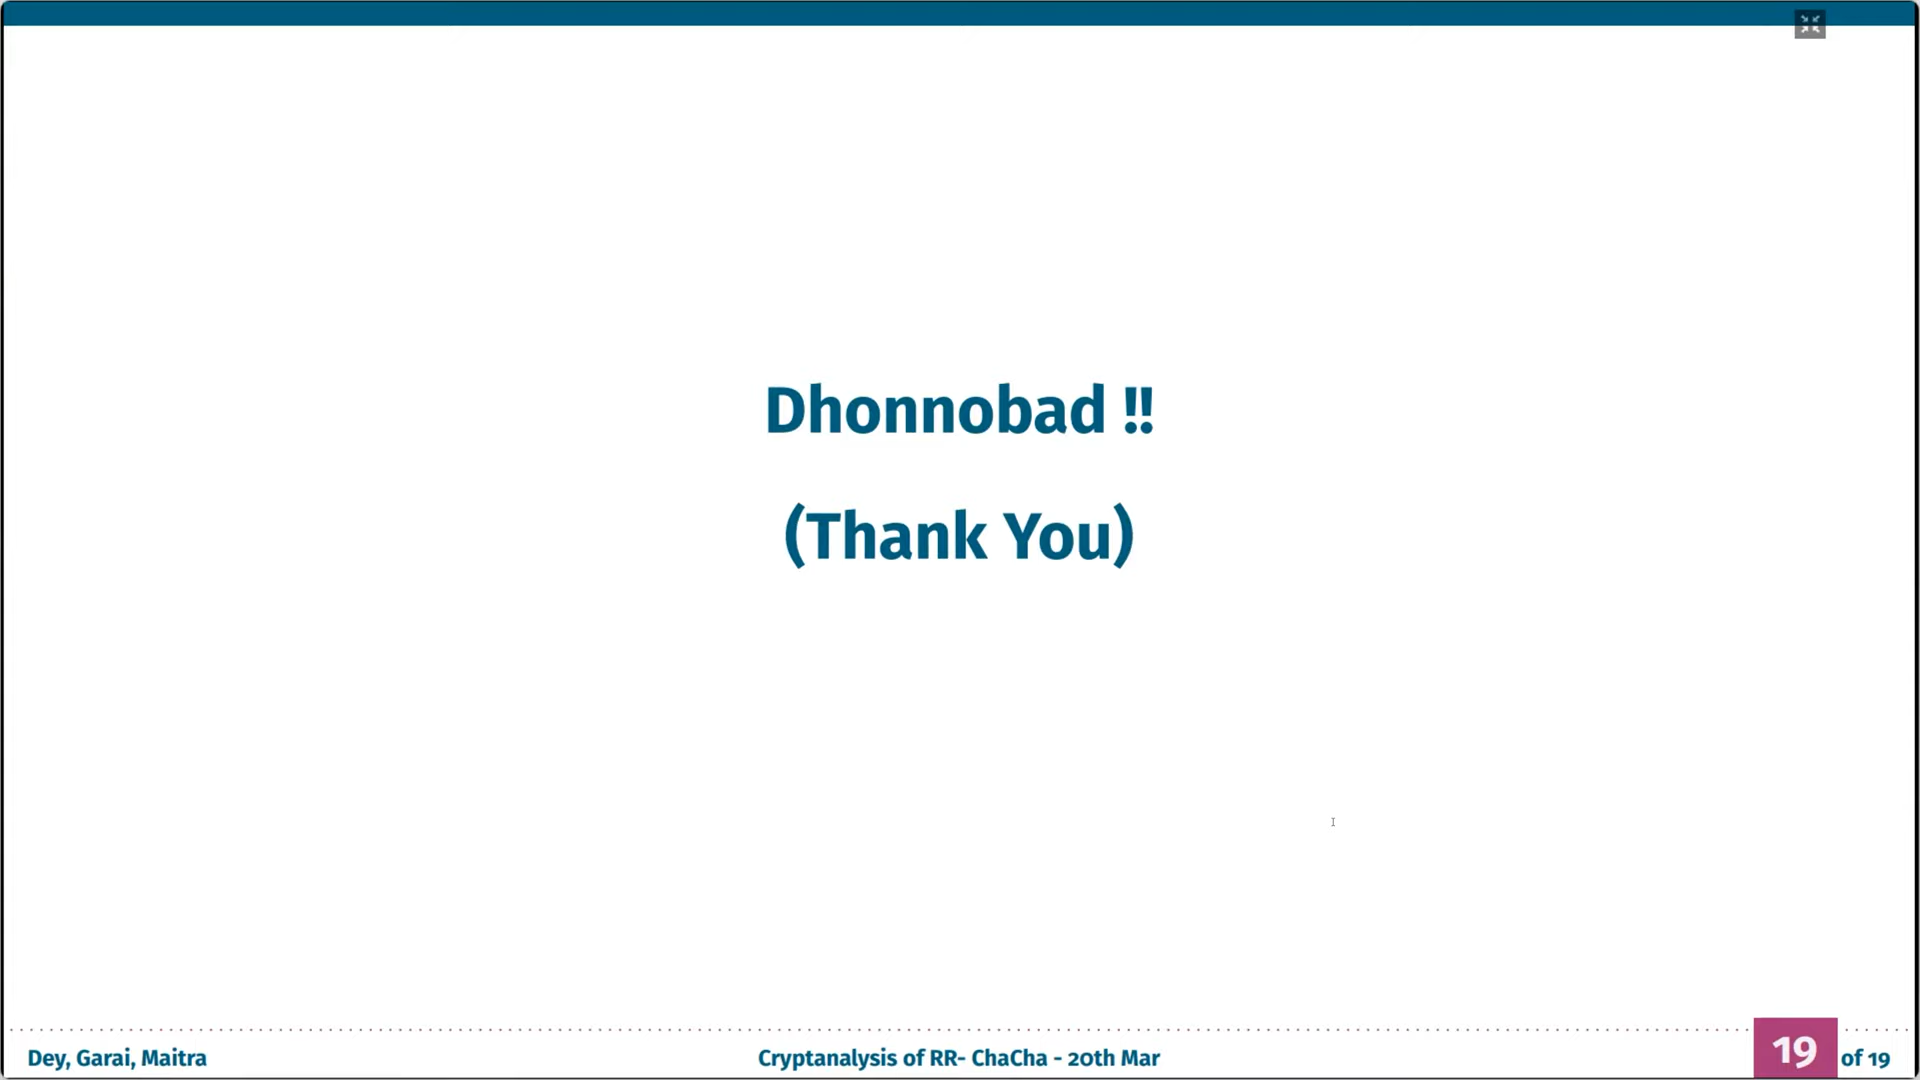 Dhonnobad !!
(Thank You)
Dey, Garai, Maitra
Cryptanalysis of RR- ChaCha - 20th Mar
19 of 19